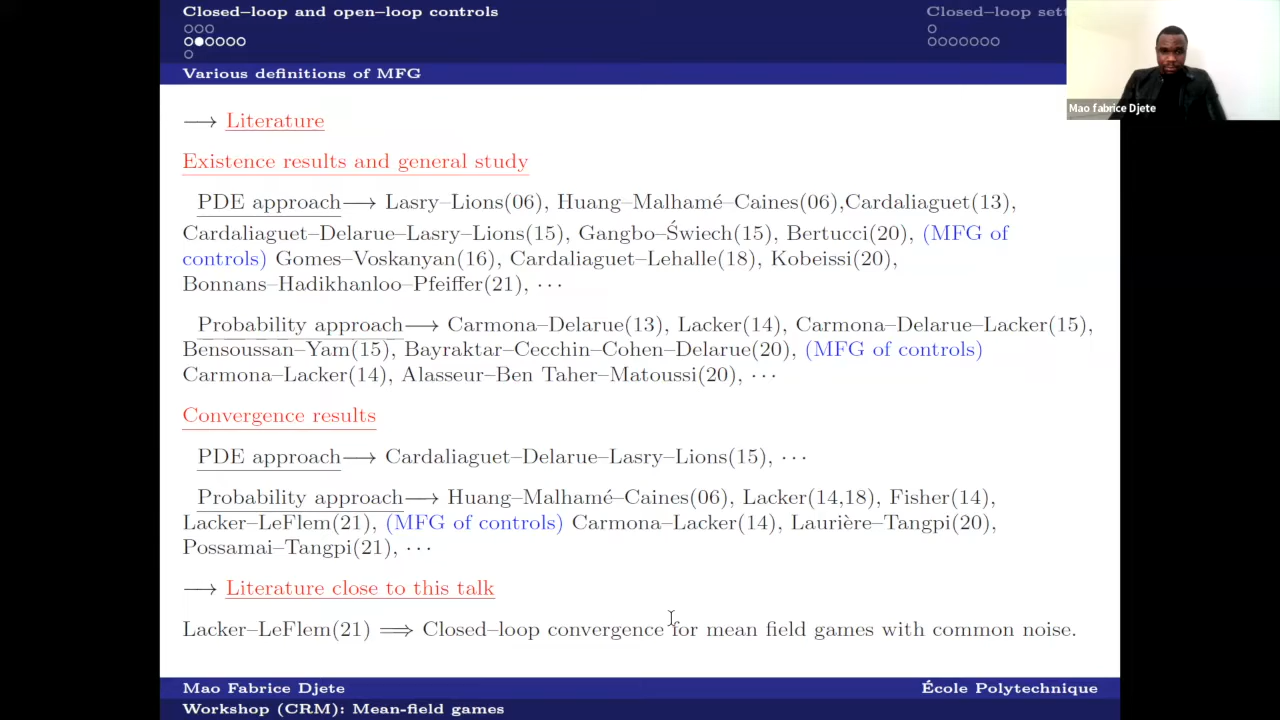 Closed–loop and open–loop controls
Closed–loop set
Various definitions of MFG
Mao fabrice Djete
⟶ Literature
Existence results and general study
PDE approach⟶ Lasry–Lions(06), Huang–Malhamé–Caines(06),Cardaliaguet(13),
Cardaliaguet–Delarue–Lasry–Lions(15), Gangbo–Świech(15), Bertucci(20), (MFG of
controls) Gomes–Voskanyan(16), Cardaliaguet–Lehalle(18), Kobeissi(20),
Bonnans–Hadikhanloo–Pfeiffer(21), ···
Probability approach⟶ Carmona–Delarue(13), Lacker(14), Carmona–Delarue–Lacker(15),
Bensoussan–Yam(15), Bayraktar–Cecchin–Cohen–Delarue(20), (MFG of controls)
Carmona–Lacker(14), Alasseur–Ben Taher–Matoussi(20), ···
Convergence results
PDE approach⟶ Cardaliaguet–Delarue–Lasry–Lions(15), ···
Probability approach⟶ Huang–Malhamé–Caines(06), Lacker(14,18), Fisher(14),
Lacker–LeFlem(21), (MFG of controls) Carmona–Lacker(14), Laurière–Tangpi(20),
Possamai–Tangpi(21), ···
⟶ Literature close to this talk
Lacker–LeFlem(21) ⟹ Closed–loop convergence for mean field games with common noise.
Mao Fabrice Djete
École Polytechnique
Workshop (CRM): Mean-field games